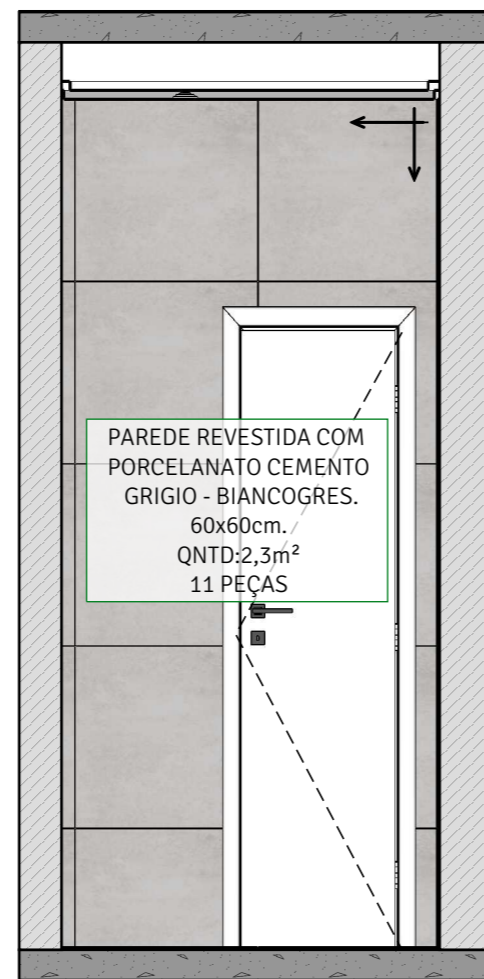 PAREDE REVESTIDA COM
PORCELANATO CEMENTO
GRIGIO - BIANCOGRES.
60x60cm.
QNTD:2,3m²
11 PEÇAS